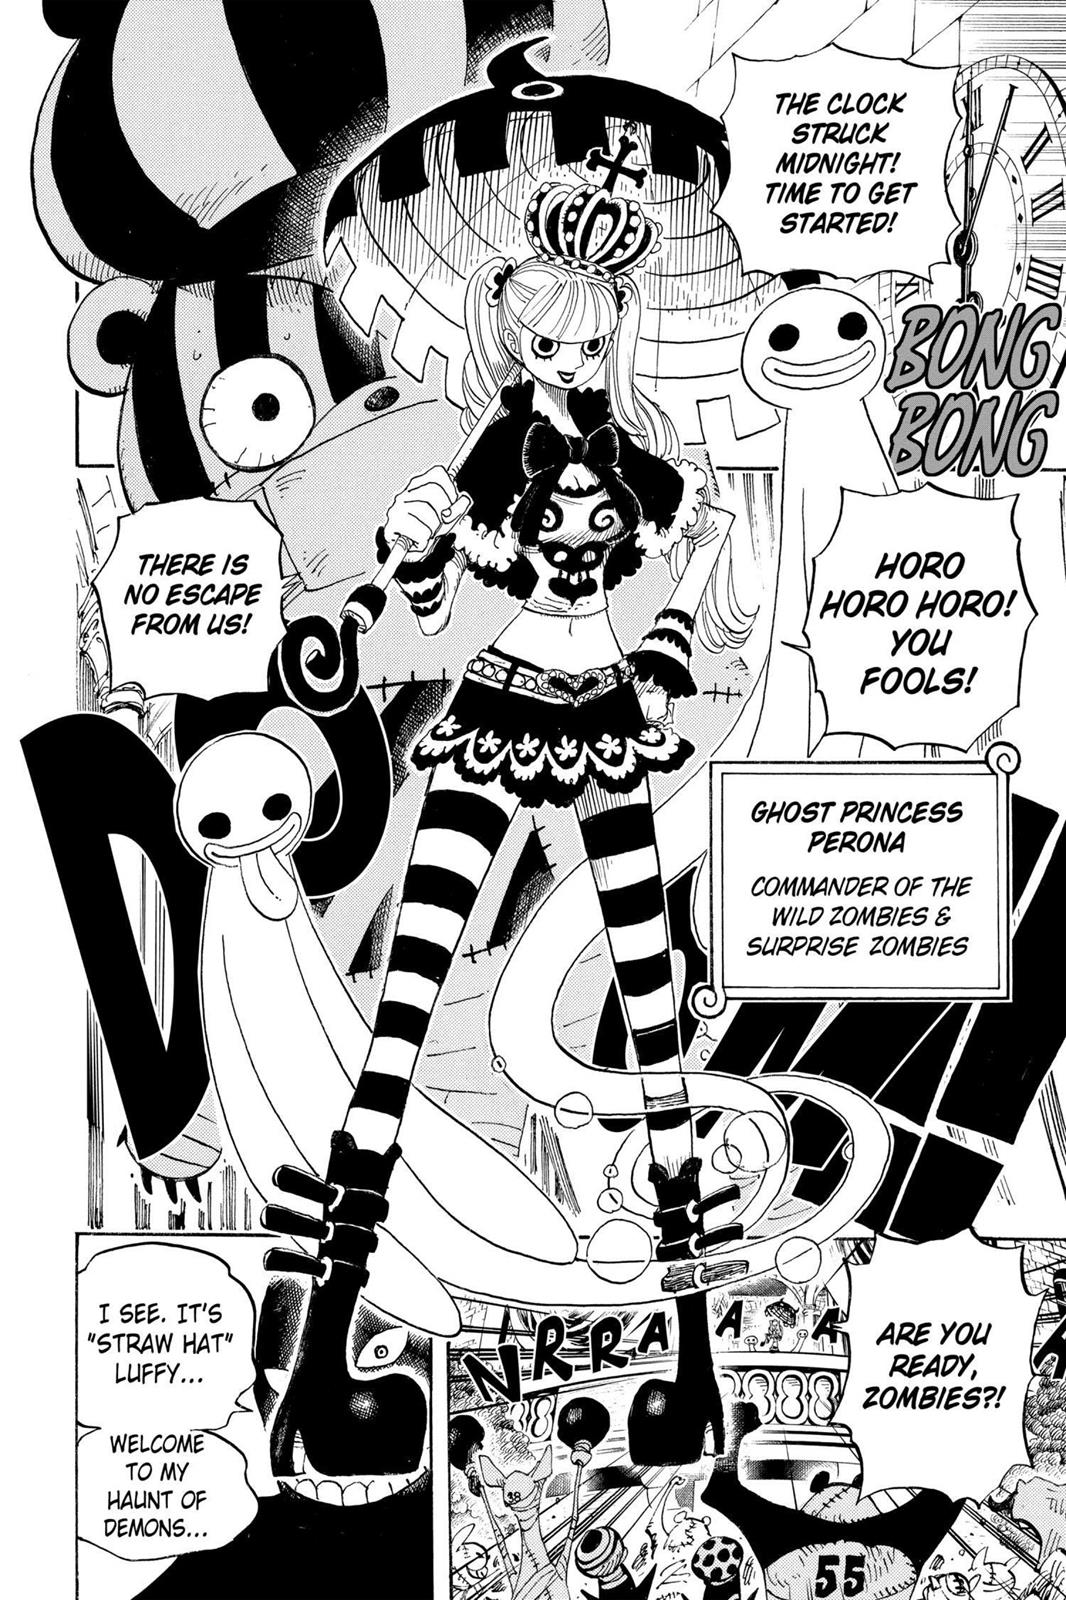 THE CLOCK
STRUCK
MIDNIGHT!
TIME TO GET
STARTED!
BONG
BONG
HORO
HORO HORO!
YOU
FOOLS!
THERE IS
NO ESCAPE
FROM US!
GHOST PRINCESS
PERONA
COMMANDER OF THE
WILD ZOMBIES &
SURPRISE ZOMBIES
I SEE. IT'S
"STRAW HAT"
LUFFY...
WELCOME
TO MY
HAUNT OF
DEMONS...
NRRAAAA
ARE YOU
READY,
ZOMBIES?!
39
55